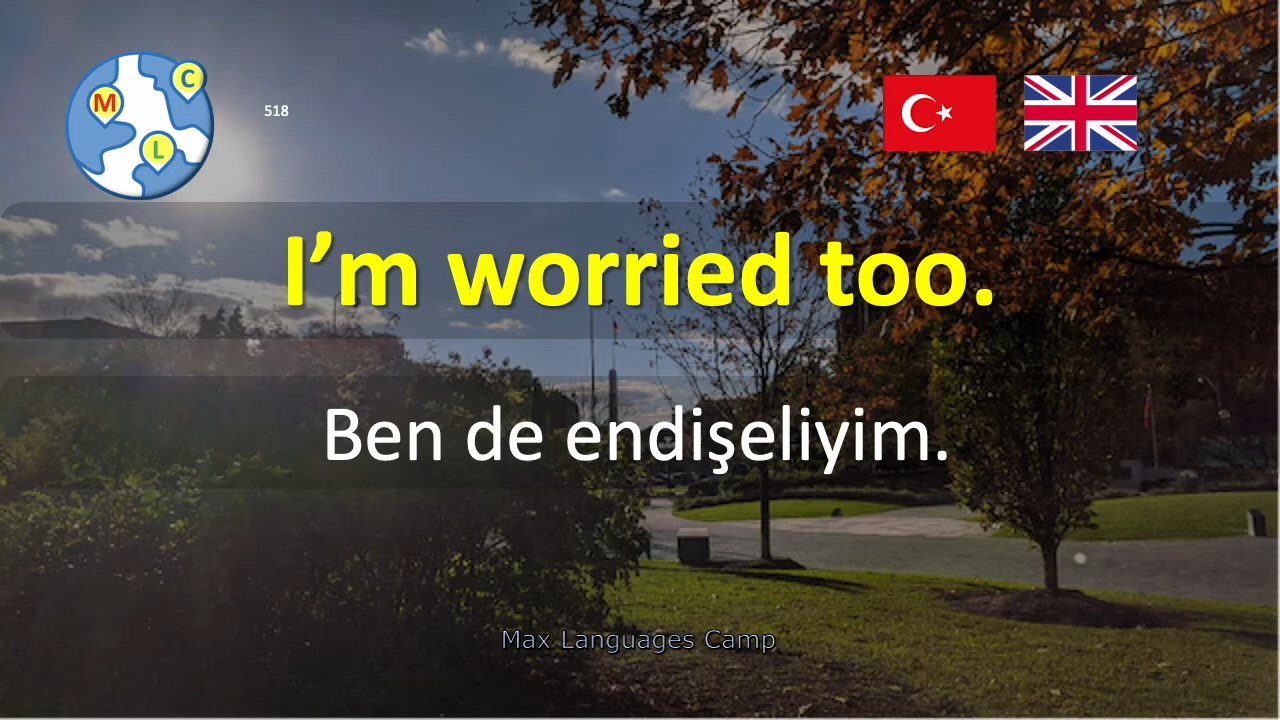 M
C
L
518
I’m worried too.
Ben de endişeliyim.
Max Languages Camp